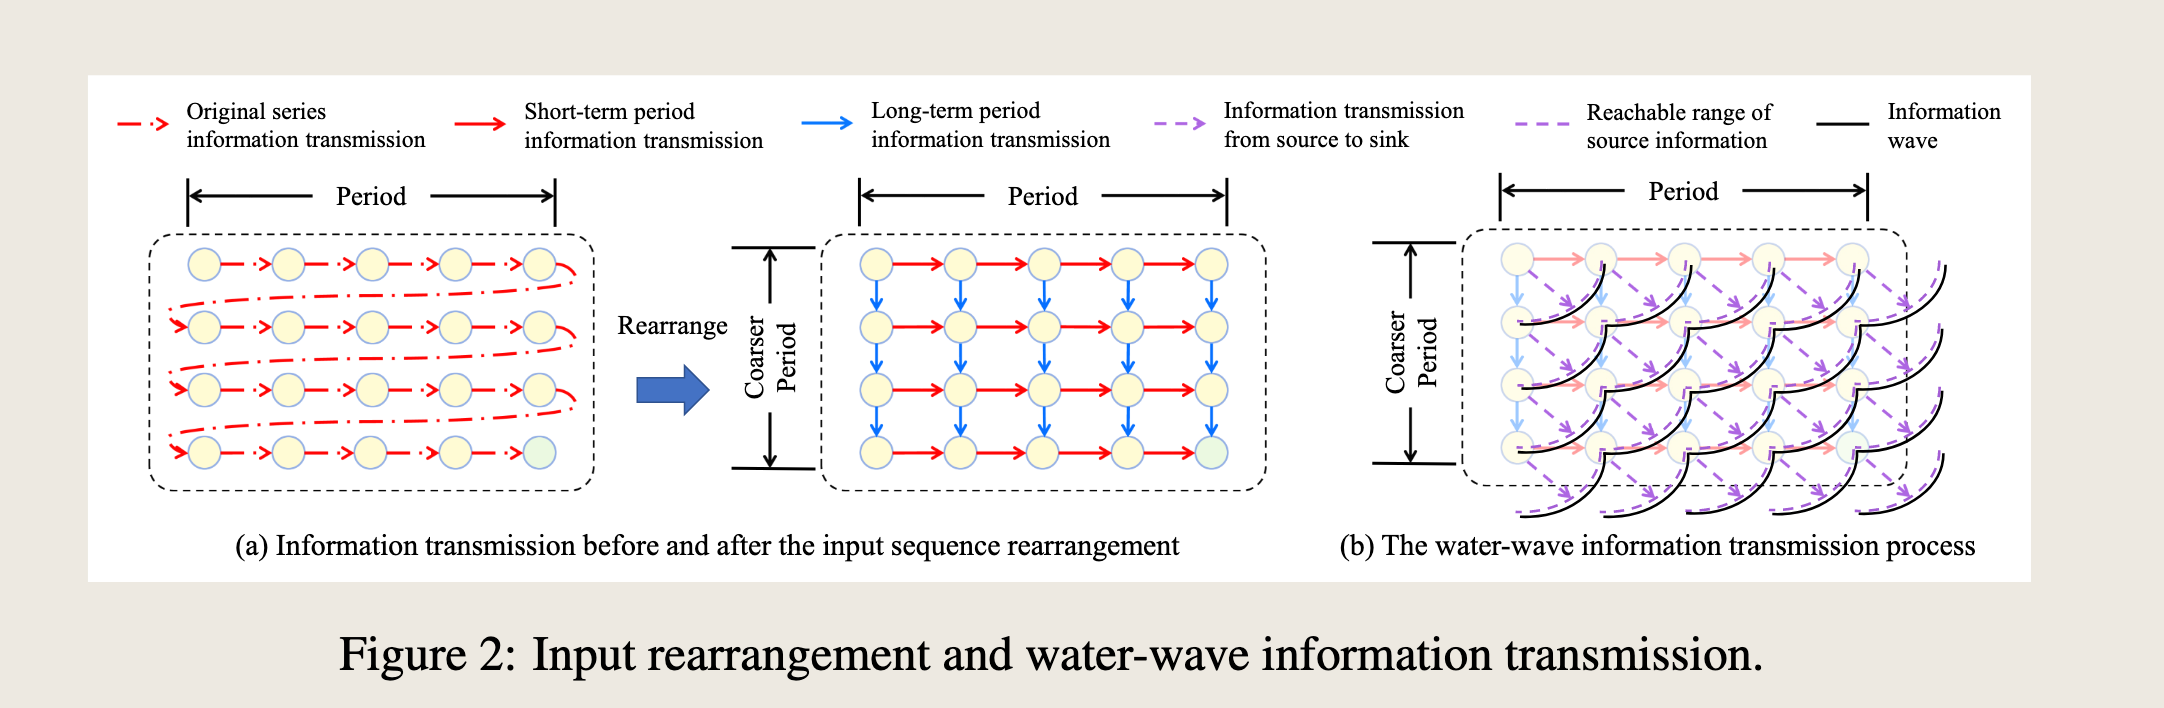 Original series
information transmission
Short-term period
information transmission
Long-term period
information transmission
Information transmission
from source to sink
Reachable range of
source information
Information
wave
Period
Rearrange
Coarser
Period
Period
Coarser
Period
Period
(a) Information transmission before and after the input sequence rearrangement
(b) The water-wave information transmission process
Figure 2: Input rearrangement and water-wave information transmission.